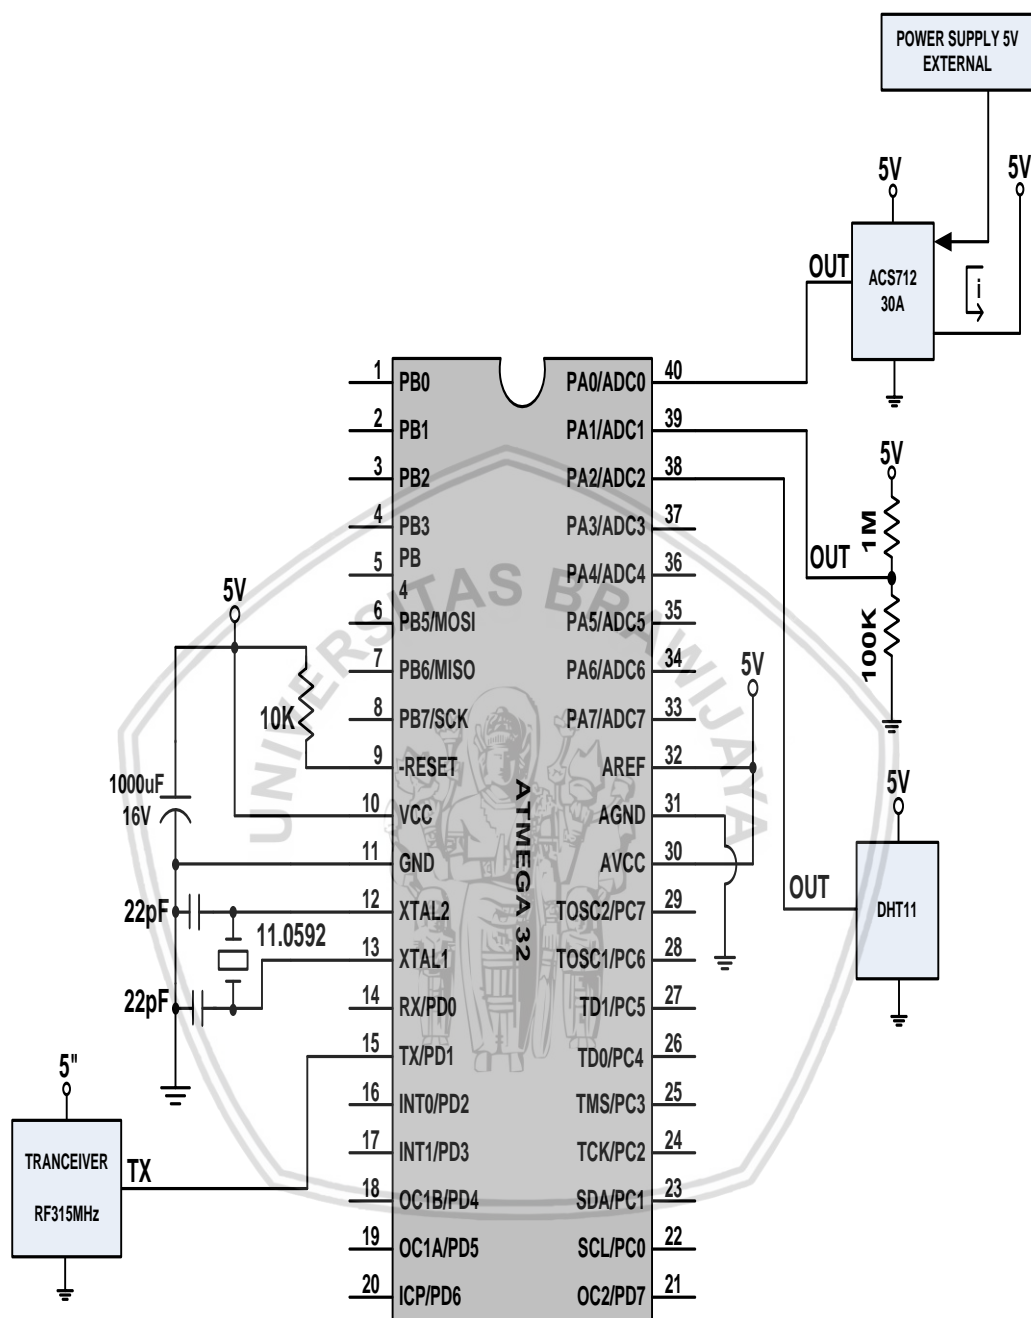 POWER SUPPLY 5V
EXTERNAL
5V
5V
OUT
ACS712
30A
i
1
PB0
PA0/ADC0
40
2
PB1
PA1/ADC1
39
3
PB2
PA2/ADC2
38
4
PB3
PA3/ADC3
37
5
PB
4
PA4/ADC4
36
6
PB5/MOSI
PA5/ADC5
35
7
PB6/MISO
PA6/ADC6
34
8
PB7/SCK
PA7/ADC7
33
9
-RESET
AREF
32
10
VCC
AGND
31
11
GND
AVCC
30
12
XTAL2
TOSC2/PC7
29
13
XTAL1
TOSC1/PC6
28
14
RX/PD0
TD1/PC5
27
15
TX/PD1
TD0/PC4
26
16
INT0/PD2
TMS/PC3
25
17
INT1/PD3
TCK/PC2
24
18
OC1B/PD4
SDA/PC1
23
19
OC1A/PD5
SCL/PC0
22
20
ICP/PD6
OC2/PD7
21
ATMEGA 32
UNIVERSITAS BRAWIJAYA
5V
1M
OUT
100K
5V
5V
10K
1000uF
16V
22pF
11.0592
22pF
5V
OUT
DHT11
5"
TRANCEIVER
RF315MHz
TX